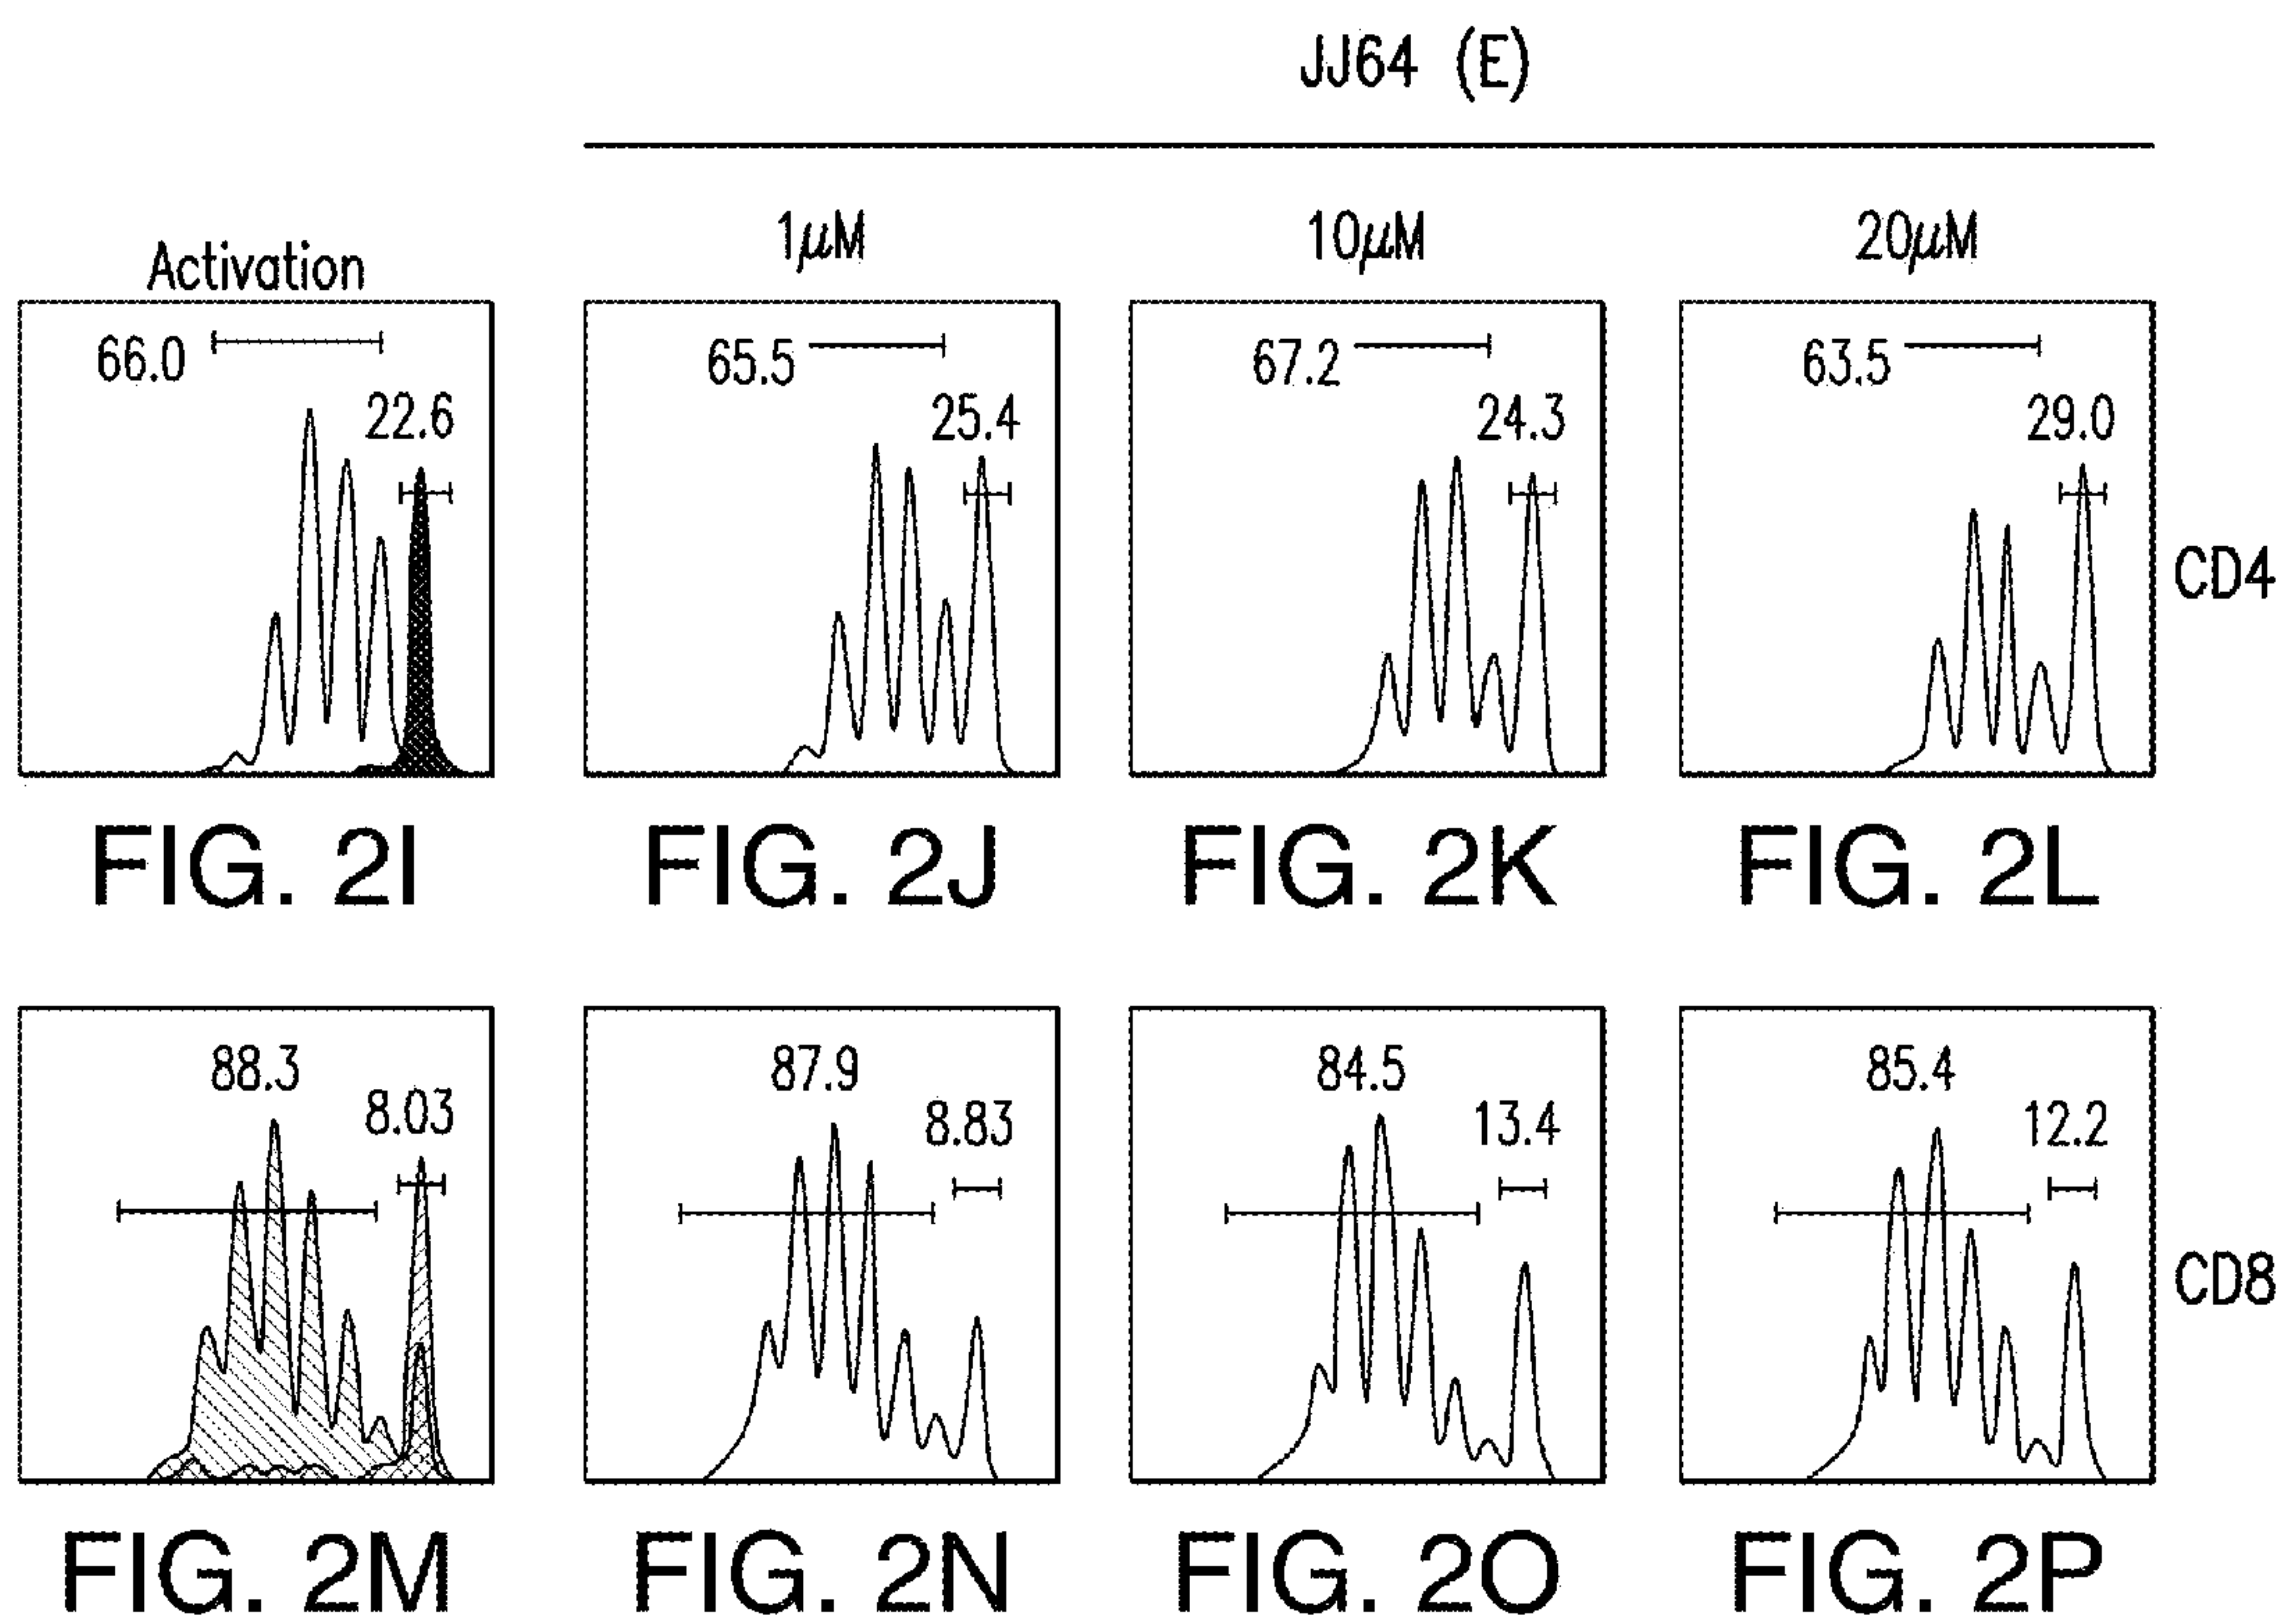 JJ64 (E)
Activation
1μM
10μM
20μM
66.0
22.6
65.5
25.4
67.2
24.3
63.5
29.0
CD4
FIG. 2I
FIG. 2J
FIG. 2K
FIG. 2L
88.3
8.03
87.9
8.83
84.5
13.4
85.4
12.2
CD8
FIG. 2M
FIG. 2N
FIG. 2O
FIG. 2P